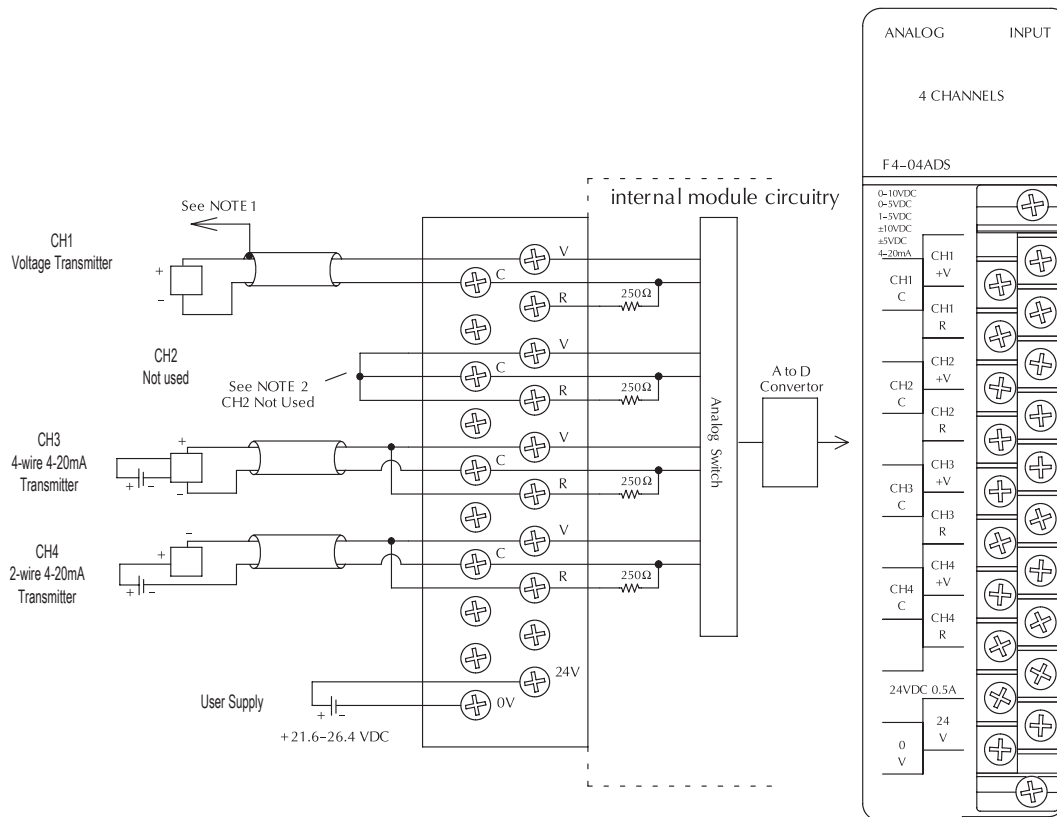 ANALOG INPUT
4 CHANNELS
F4-04ADS
internal module circuitry
0-10VDC
0-5VDC
1-5VDC
±10VDC
±5VDC
4-20mA
See NOTE 1
CH1
Voltage Transmitter
+
-
V
C
R
250Ω
CH2
Not used
See NOTE 2
CH2 Not Used
V
C
R
250Ω
CH3
4-wire 4-20mA
Transmitter
+
-
+
-
V
C
R
250Ω
CH4
2-wire 4-20mA
Transmitter
-
+
+
-
V
C
R
250Ω
Analog Switch
A to D
Convertor
User Supply
+
-
+21.6-26.4 VDC
24V
0V
CH1
+V
CH1
C
CH1
R
CH2
+V
CH2
C
CH2
R
CH3
+V
CH3
C
CH3
R
CH4
+V
CH4
C
CH4
R
24VDC 0.5A
24
V
0
V